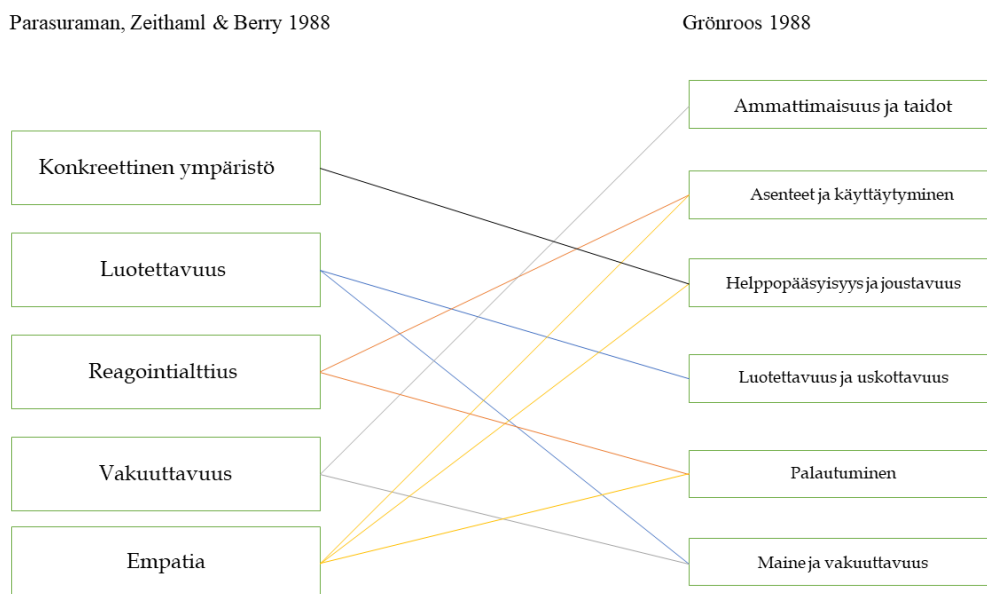 Parasuraman, Zeithaml & Berry 1988
Konkreettinen ympäristö
Luotettavuus
Reagointialttius
Vakuuttavuus
Empatia
Grönroos 1988
Ammattimaisuus ja taidot
Asenteet ja käyttäytyminen
Helppopääsyisyys ja joustavuus
Luotettavuus ja uskottavuus
Palautuminen
Maine ja vakuuttavuus